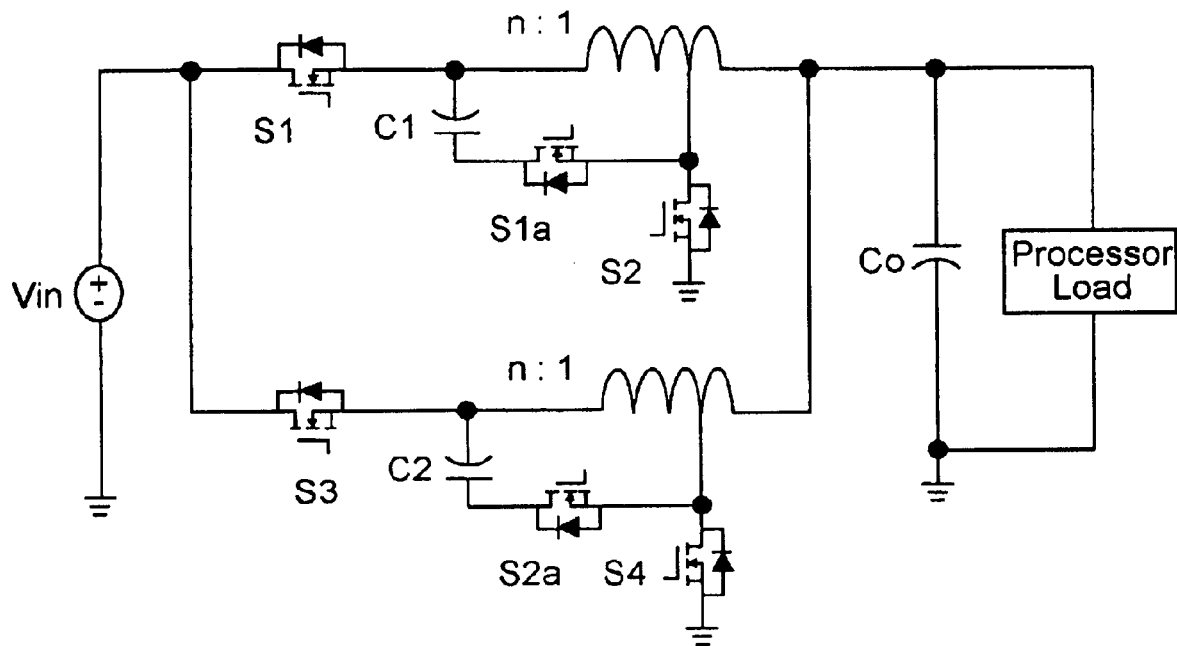 n : 1
S1
C1
S1a
S2
Vin
+
-
Co
Processor
Load
n : 1
S3
C2
S2a
S4